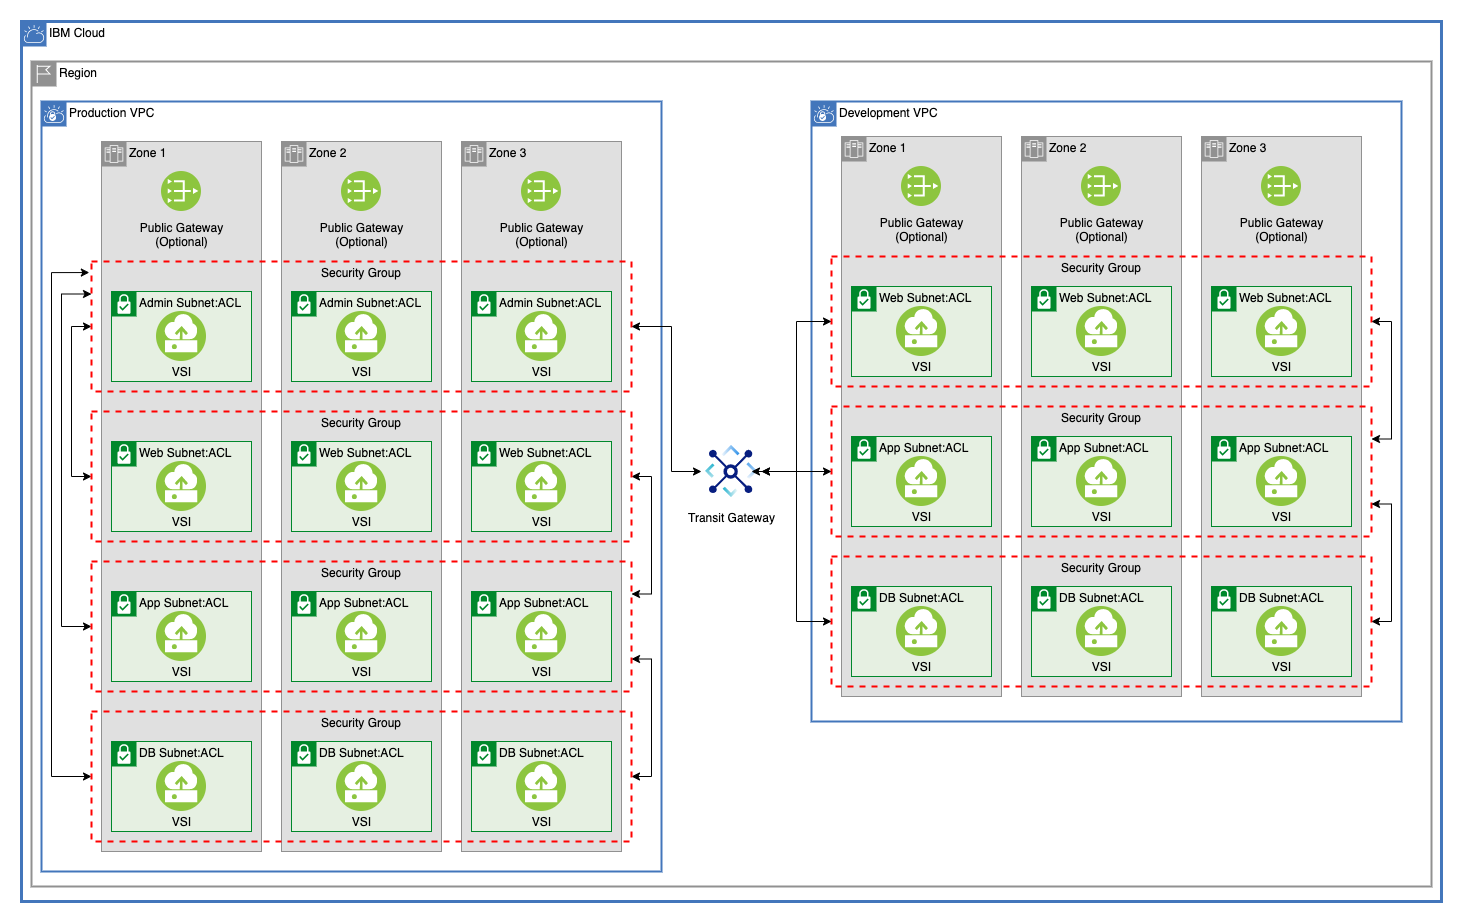 IBM Cloud
Region
Production VPC
Zone 1
Zone 2
Zone 3
Public Gateway
(Optional)
Public Gateway
(Optional)
Public Gateway
(Optional)
Security Group
Admin Subnet:ACL
Admin Subnet:ACL
Admin Subnet:ACL
VSI
VSI
VSI
Security Group
Web Subnet:ACL
Web Subnet:ACL
Web Subnet:ACL
VSI
VSI
VSI
Security Group
App Subnet:ACL
App Subnet:ACL
App Subnet:ACL
VSI
VSI
VSI
Security Group
DB Subnet:ACL
DB Subnet:ACL
DB Subnet:ACL
VSI
VSI
VSI
Transit Gateway
Development VPC
Zone 1
Zone 2
Zone 3
Public Gateway
(Optional)
Public Gateway
(Optional)
Public Gateway
(Optional)
Security Group
Web Subnet:ACL
Web Subnet:ACL
Web Subnet:ACL
VSI
VSI
VSI
Security Group
App Subnet:ACL
App Subnet:ACL
App Subnet:ACL
VSI
VSI
VSI
Security Group
DB Subnet:ACL
DB Subnet:ACL
DB Subnet:ACL
VSI
VSI
VSI